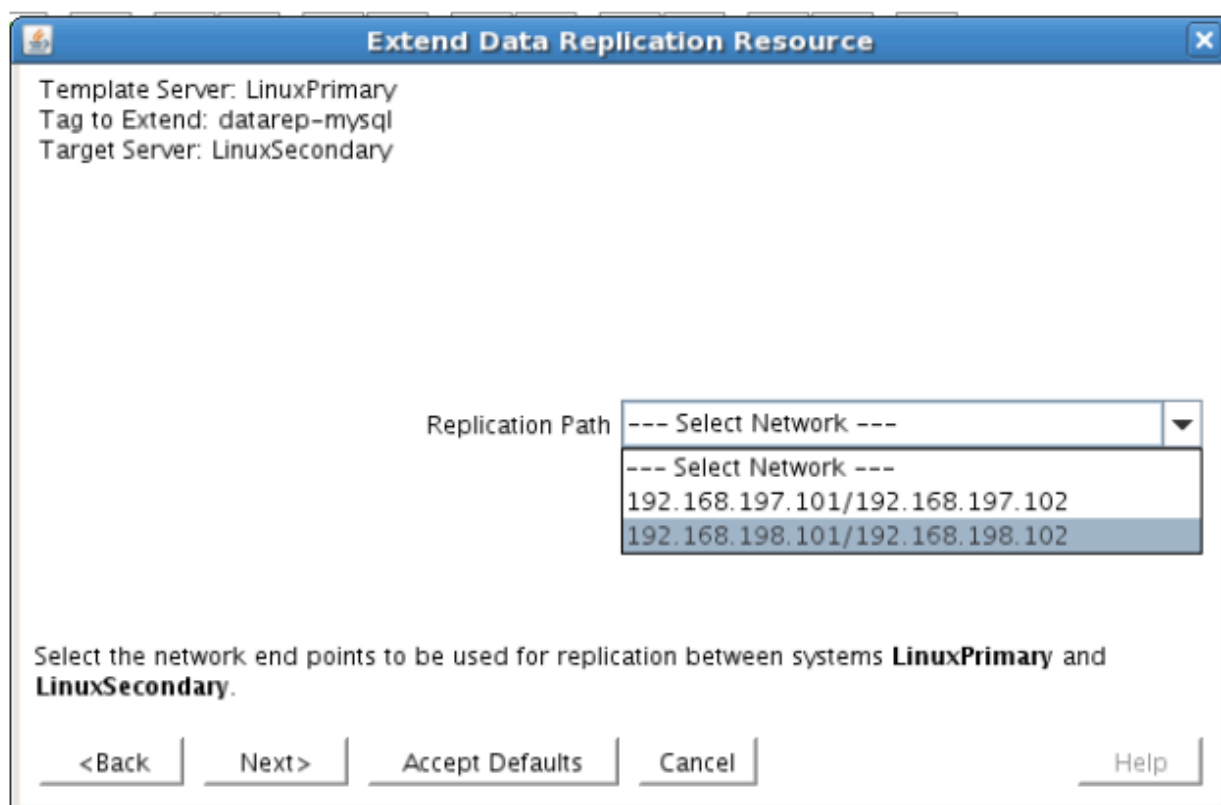 Extend Data Replication Resource
Template Server: LinuxPrimary
Tag to Extend: datarep-mysql
Target Server: LinuxSecondary
Replication Path --- Select Network ---
--- Select Network ---
192.168.197.101/192.168.197.102
192.168.198.101/192.168.198.102
Select the network end points to be used for replication between systems LinuxPrimary and
LinuxSecondary.
<Back Next> Accept Defaults Cancel Help